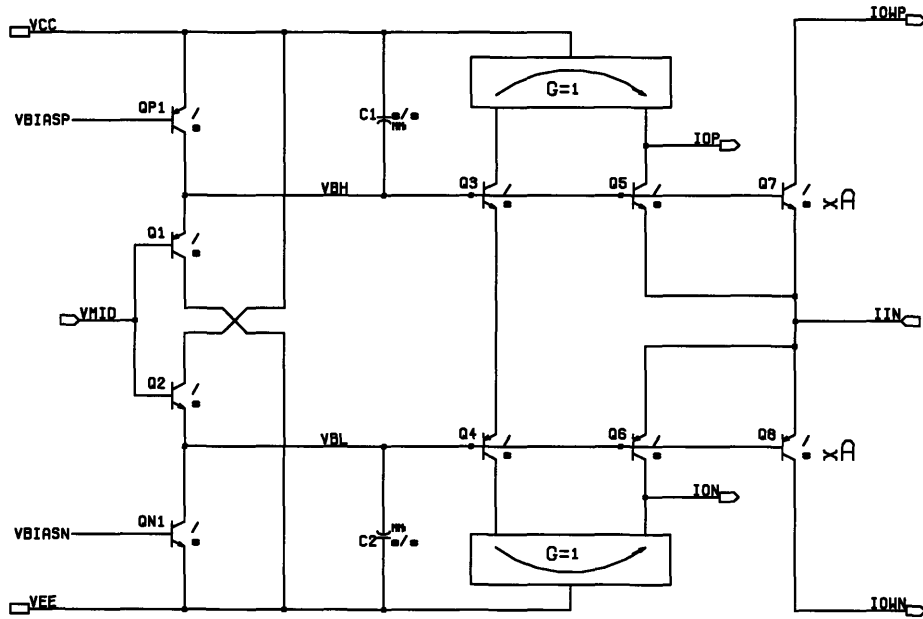 VCC
IOWP
G=1
QP1
VBIASP
C1
IOP
VBH
Q3
Q5
Q7
xA
Q1
VMID
IIN
Q2
VBL
Q4
Q6
Q8
xA
ION
QN1
VBIASN
C2
G=1
VEE
IOWN